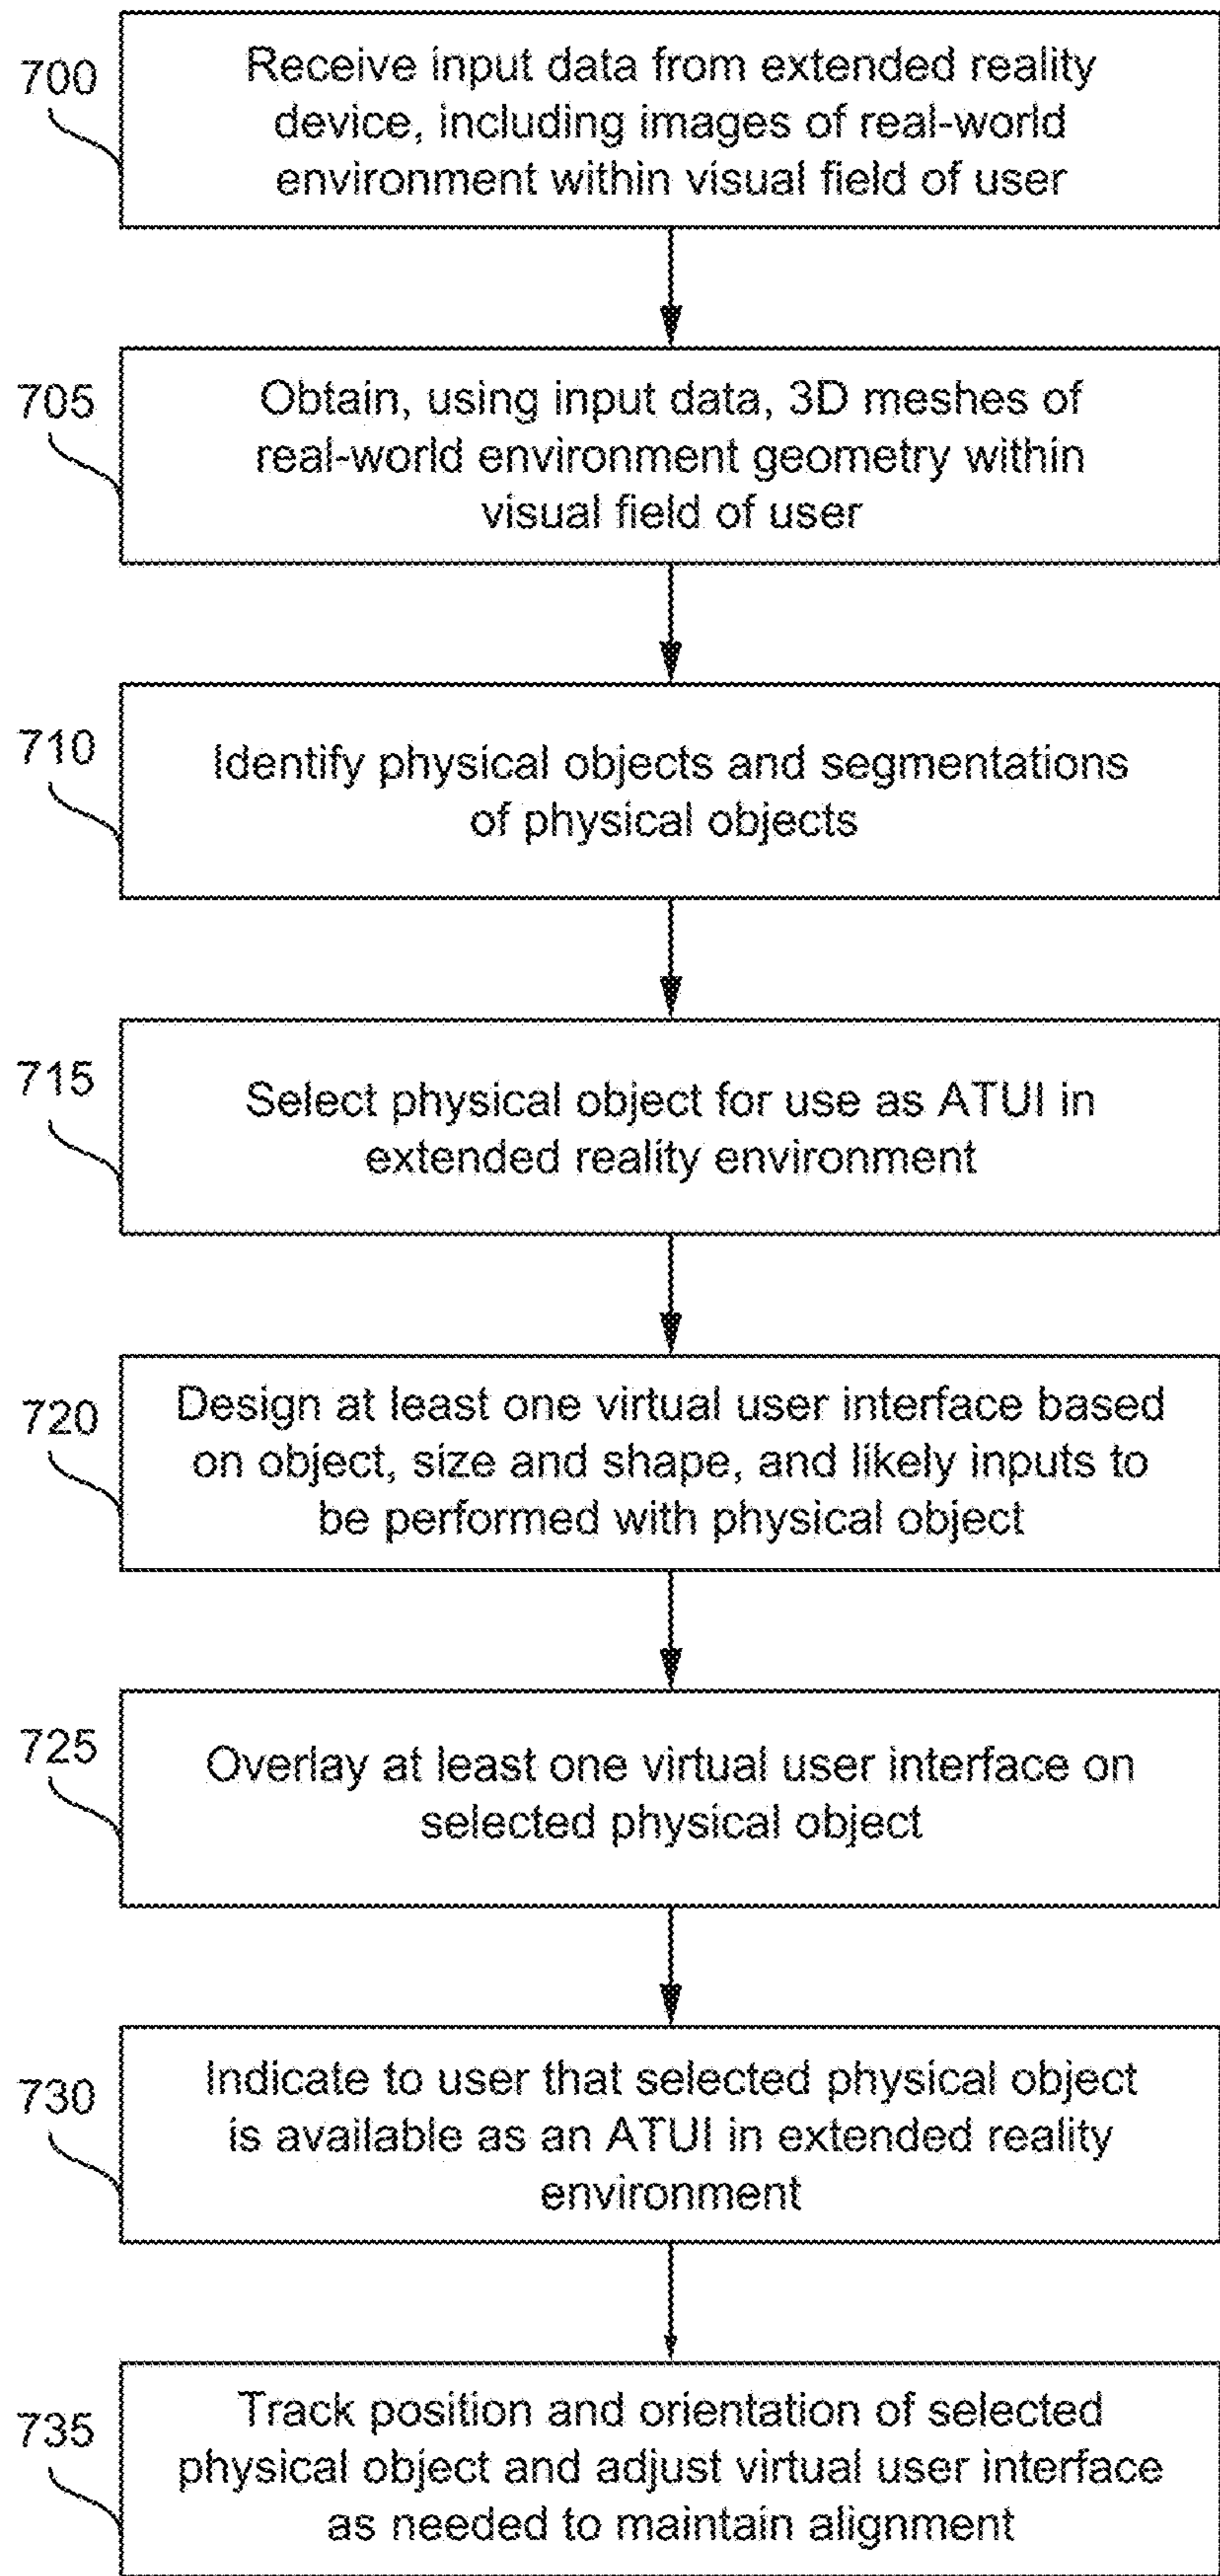 700
Receive input data from extended reality
device, including images of real-world
environment within visual field of user
705
Obtain, using input data, 3D meshes of
real-world environment geometry within
visual field of user
710
Identify physical objects and segmentations
of physical objects
715
Select physical object for use as ATUI in
extended reality environment
720
Design at least one virtual user interface based
on object, size and shape, and likely inputs to
be performed with physical object
725
Overlay at least one virtual user interface on
selected physical object
730
Indicate to user that selected physical object
is available as an ATUI in extended reality
environment
735
Track position and orientation of selected
physical object and adjust virtual user interface
as needed to maintain alignment